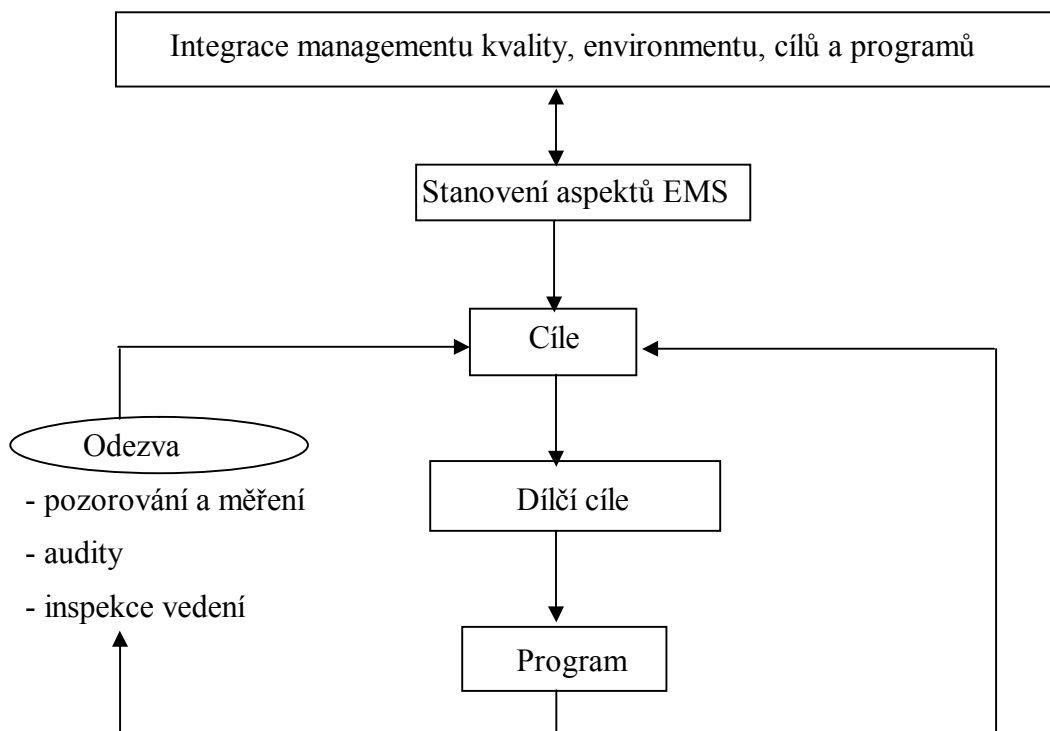 Integrace managementu kvality, environmentu, cílů a programů
Stanovení aspektů EMS
Cíle
Odezva
- pozorování a měření
- audity
- inspekce vedení
Dílčí cíle
Program